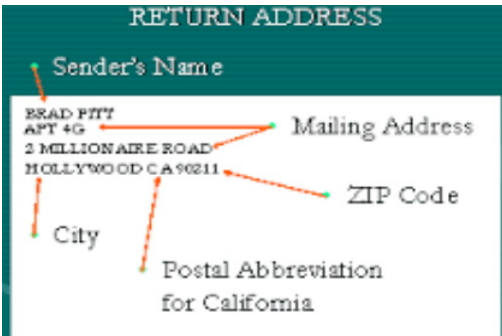 RETURN ADDRESS
Sender's Name
BRAD PITT
APT 4G
Mailing Address
2 MILLIONAIRE ROAD
HOLLYWOOD CA 90211
ZIP Code
City
Postal Abbreviation
for California